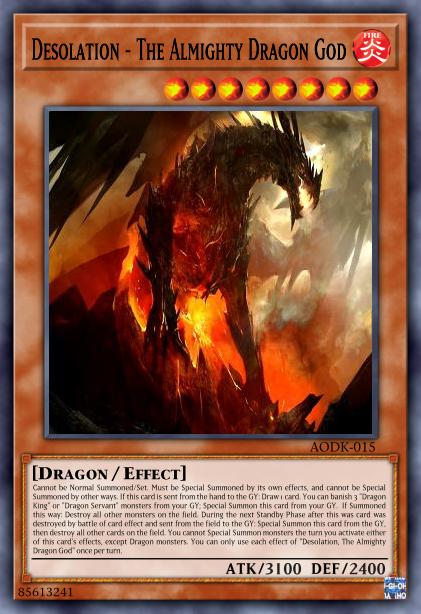 Desolation - The Almighty Dragon God
FIRE
炎
AODK-015
[Dragon / Effect]
Cannot be Normal Summoned/Set. Must be Special Summoned by its own effects, and cannot be Special
Summoned by other ways. If this card is sent from the hand to the GY: Draw 1 card. You can banish 3 "Dragon
King" or "Dragon Servant" monsters from your GY; Special Summon this card from your GY. If Summoned
this way: Destroy all other monsters on the field. During the next Standby Phase after this was card was
destroyed by battle of card effect and sent from the field to the GY: Special Summon this card from the GY,
then destroy all other cards on the field. You cannot Special Summon monsters the turn you activate either
of this card's effects, except Dragon monsters. You can only use each effect of "Desolation, The Almighty
Dragon God" once per turn.
ATK/3100 DEF/2400
85613241